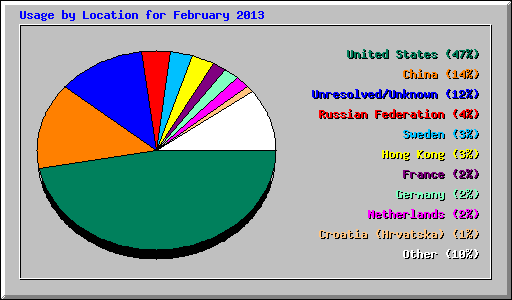 Usage by Location for February 2013
United States (47%)
China (14%)
Unresolved/Unknown (12%)
Russian Federation (4%)
Sweden (3%)
Hong Kong (3%)
France (2%)
Germany (2%)
Netherlands (2%)
Croatia (Hrvatska) (1%)
Other (10%)